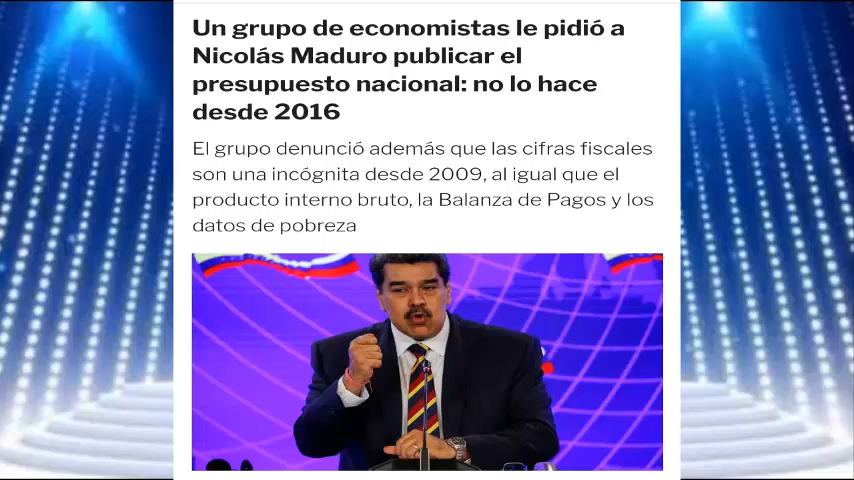 Un grupo de economistas le pidió a
Nicolás Maduro publicar el
presupuesto nacional: no lo hace
desde 2016
El grupo denunció además que las cifras fiscales
son una incógnita desde 2009, al igual que el
producto interno bruto, la Balanza de Pagos y los
datos de pobreza